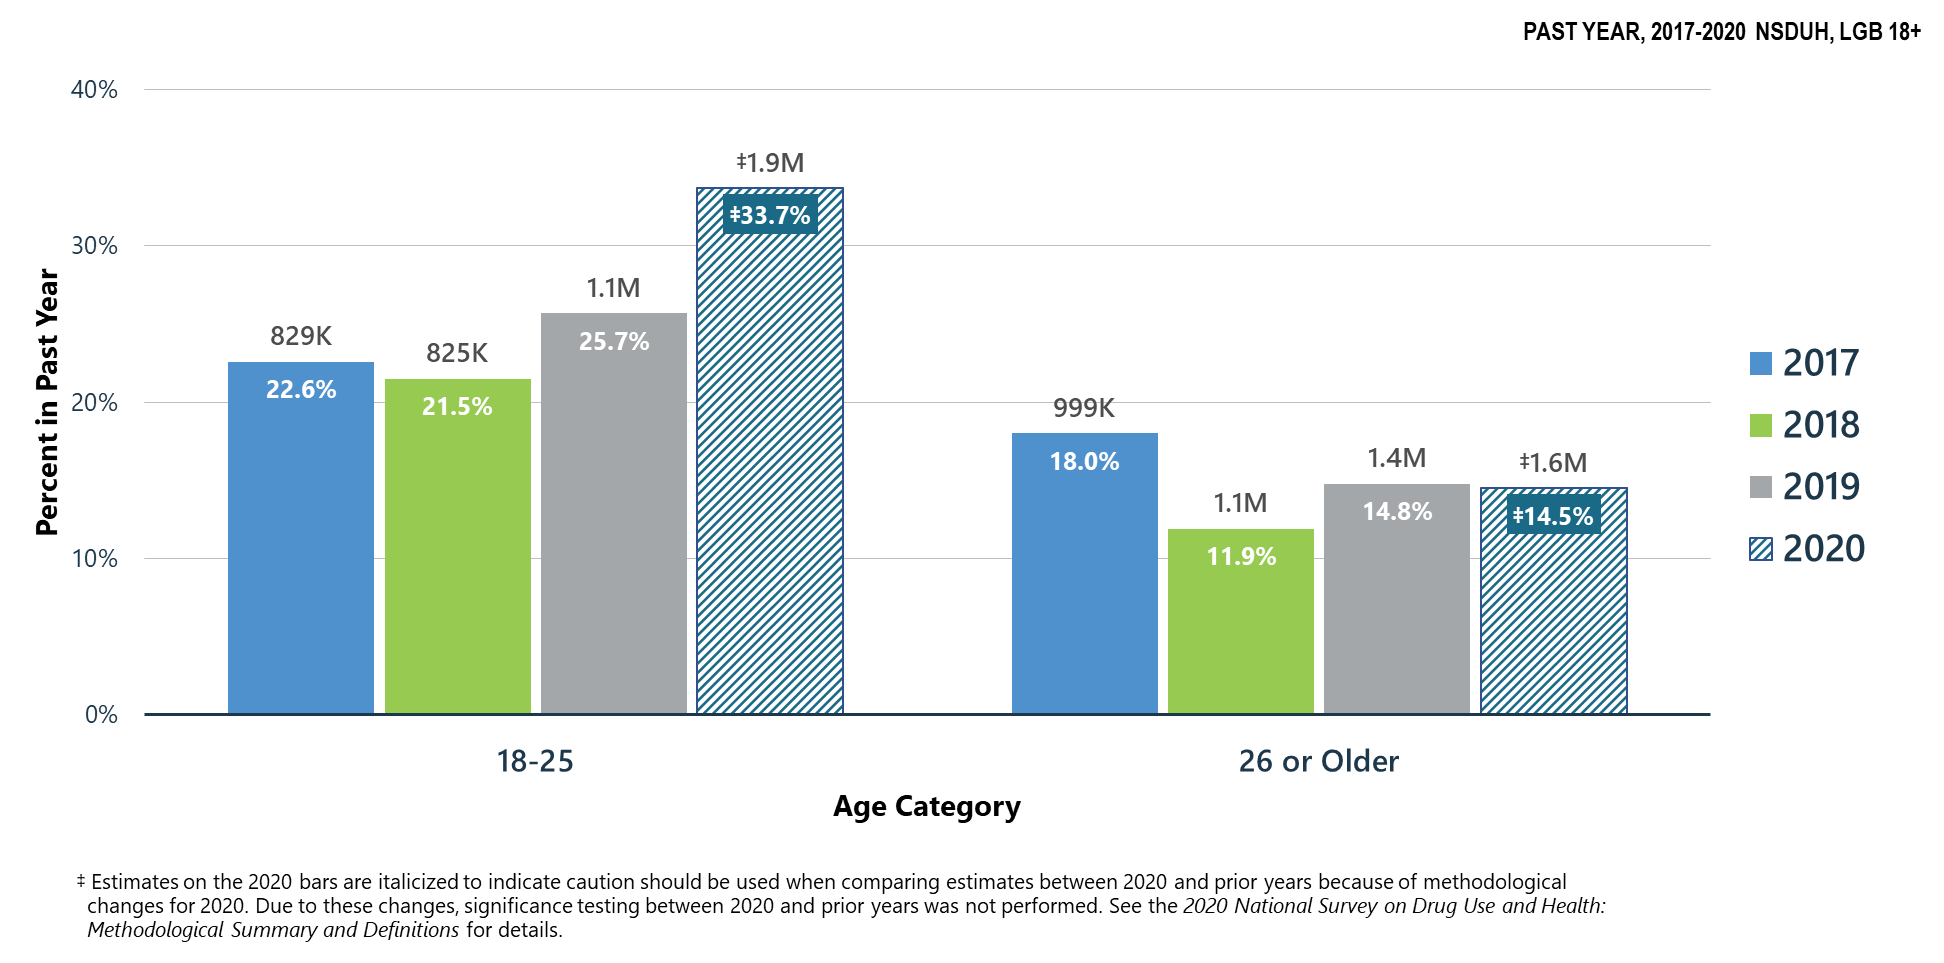 PAST YEAR, 2017-2020 NSDUH, LGB 18+
40%
30%
20%
10%
0%
Percent in Past Year
829K
22.6%
825K
21.5%
1.1M
25.7%
‡1.9M
‡33.7%
999K
18.0%
1.1M
11.9%
1.4M
14.8%
‡1.6M
‡14.5%
18-25
26 or Older
Age Category
2017
2018
2019
2020
‡ Estimates on the 2020 bars are italicized to indicate caution should be used when comparing estimates between 2020 and prior years because of methodological
changes for 2020. Due to these changes, significance testing between 2020 and prior years was not performed. See the 2020 National Survey on Drug Use and Health:
Methodological Summary and Definitions for details.